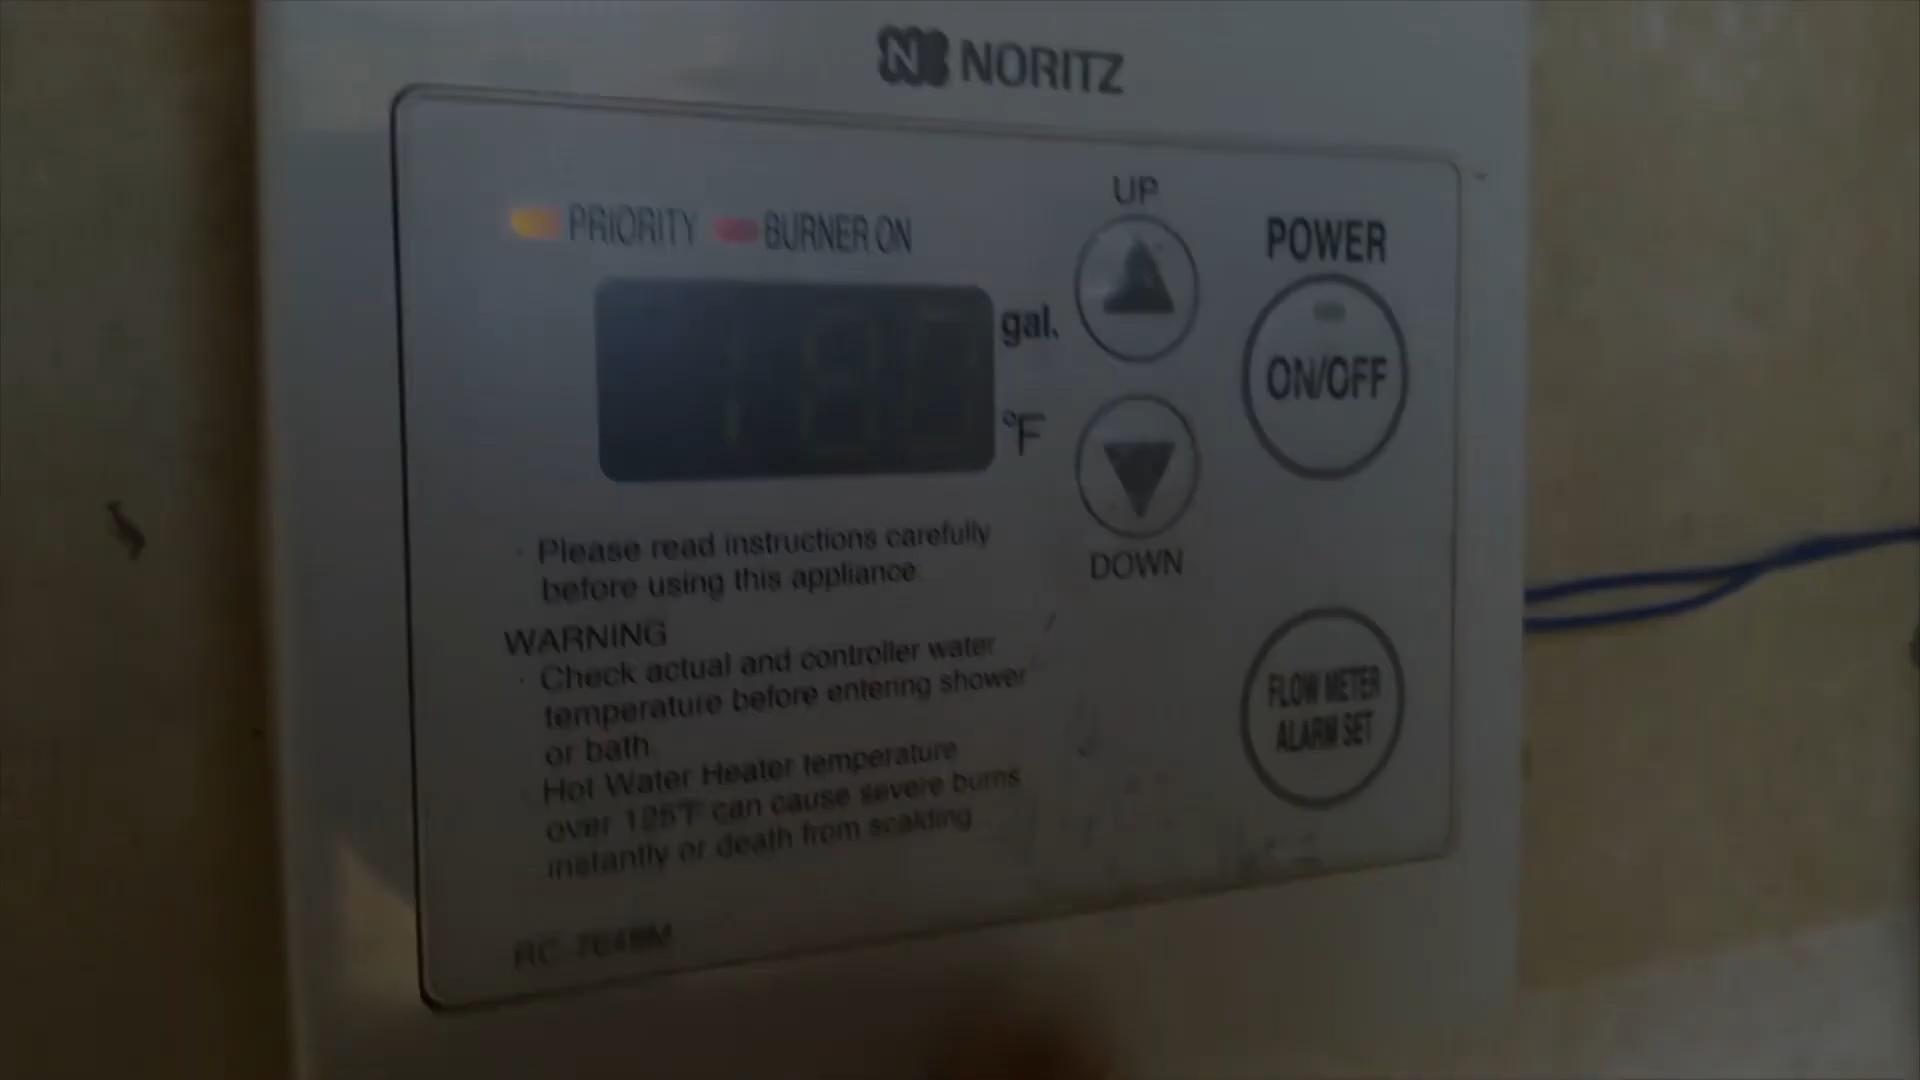 NORITZ
PRIORITY BURNER ON
UP
POWER
180
gal.
°F
ON/OFF
DOWN
· Please read instructions carefully
before using this appliance.
WARNING
· Check actual and controller water
temperature before entering shower
or bath.
Hot Water Heater temperature
over 125°F can cause severe burns
instantly or death from scalding
FLOW METER
ALARM SET